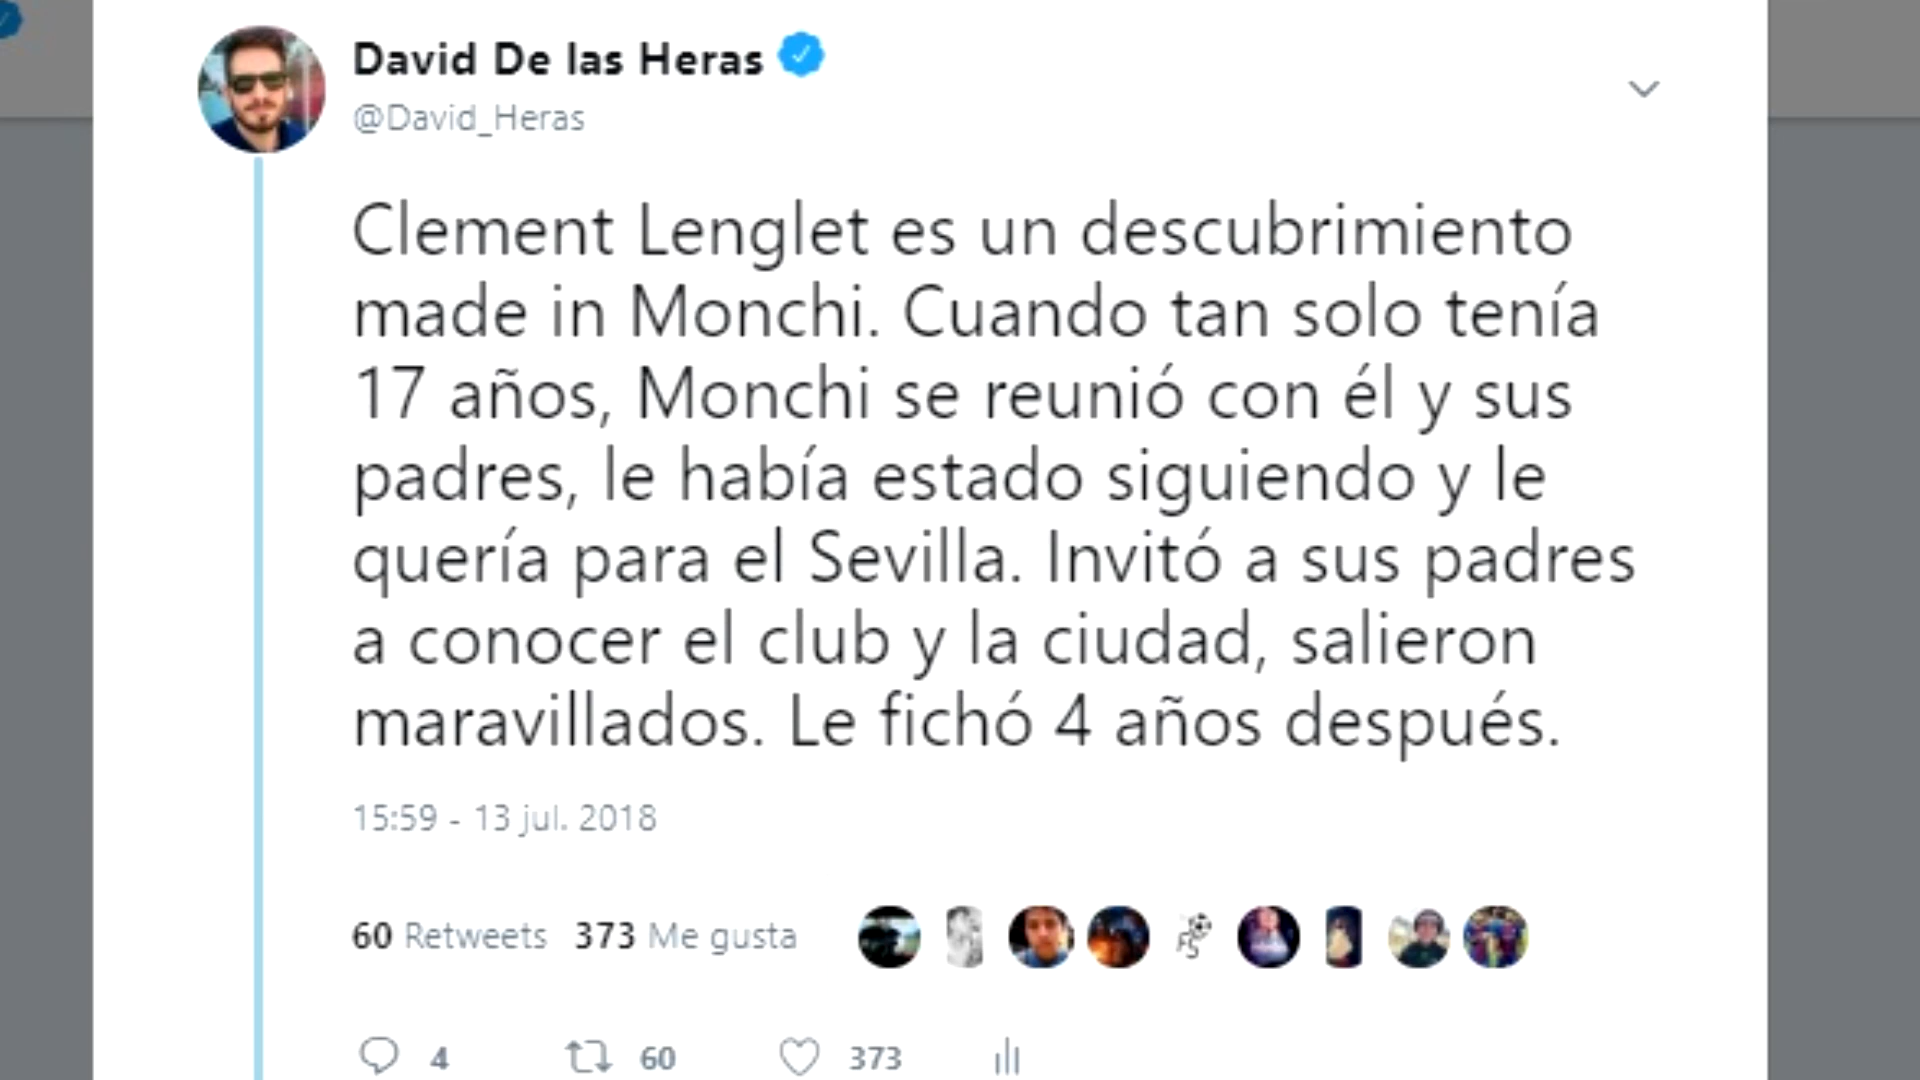 David De las Heras
@David_Heras
Clement Lenglet es un descubrimiento
made in Monchi. Cuando tan solo tenía
17 años, Monchi se reunió con él y sus
padres, le había estado siguiendo y le
quería para el Sevilla. Invitó a sus padres
a conocer el club y la ciudad, salieron
maravillados. Le fichó 4 años después.
15:59 - 13 jul. 2018
60 Retweets 373 Me gusta
4 60 373